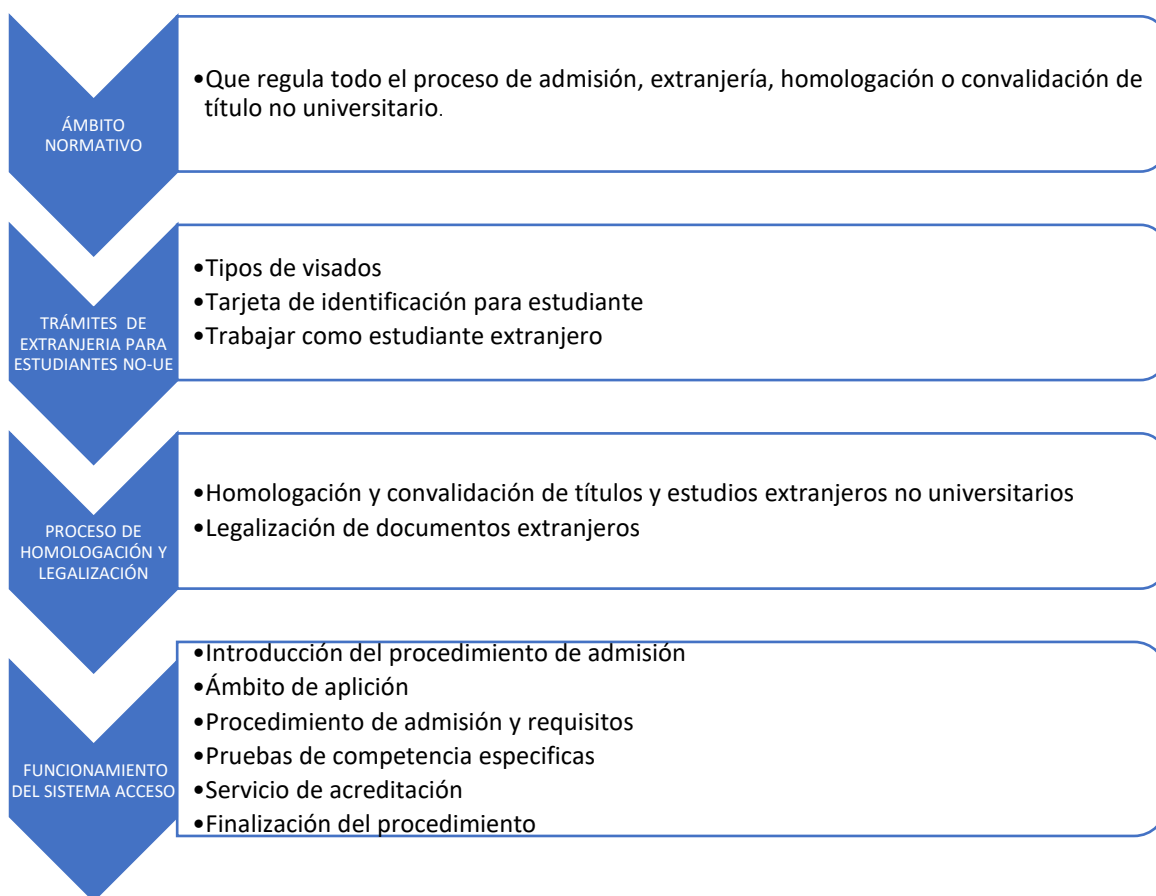 ÁMBITO
NORMATIVO
•Que regula todo el proceso de admisión, extranjería, homologación o convalidación de
título no universitario.
TRÁMITES DE
EXTRANJERIA PARA
ESTUDIANTES NO-UE
•Tipos de visados
•Tarjeta de identificación para estudiante
•Trabajar como estudiante extranjero
PROCESO DE
HOMOLOGACIÓN Y
LEGALIZACIÓN
•Homologación y convalidación de títulos y estudios extranjeros no universitarios
•Legalización de documentos extranjeros
FUNCIONAMIENTO
DEL SISTEMA ACCESO
•Introducción del procedimiento de admisión
•Ámbito de aplición
•Procedimiento de admisión y requisitos
•Pruebas de competencia especificas
•Servicio de acreditación
•Finalización del procedimiento